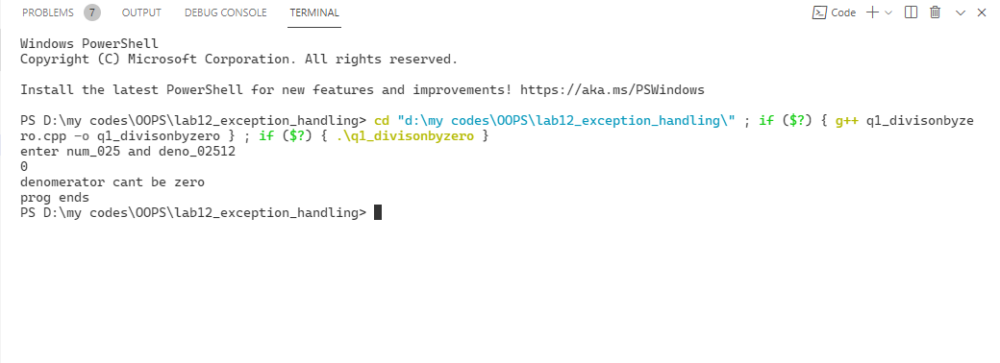 PROBLEMS 7 OUTPUT DEBUG CONSOLE TERMINAL Code
Windows PowerShell
Copyright (C) Microsoft Corporation. All rights reserved.
Install the latest PowerShell for new features and improvements! https://aka.ms/PSWindows
PS D:\my codes\OOPS\lab12_exception_handling> cd "d:\my codes\OOPS\lab12_exception_handling\" ; if ($?) { g++ q1_divisonbyze
ro.cpp -o q1_divisonbyzero } ; if ($?) { .\q1_divisonbyzero }
enter num_025 and deno_02512
0
denomerator cant be zero
prog ends
PS D:\my codes\OOPS\lab12_exception_handling>